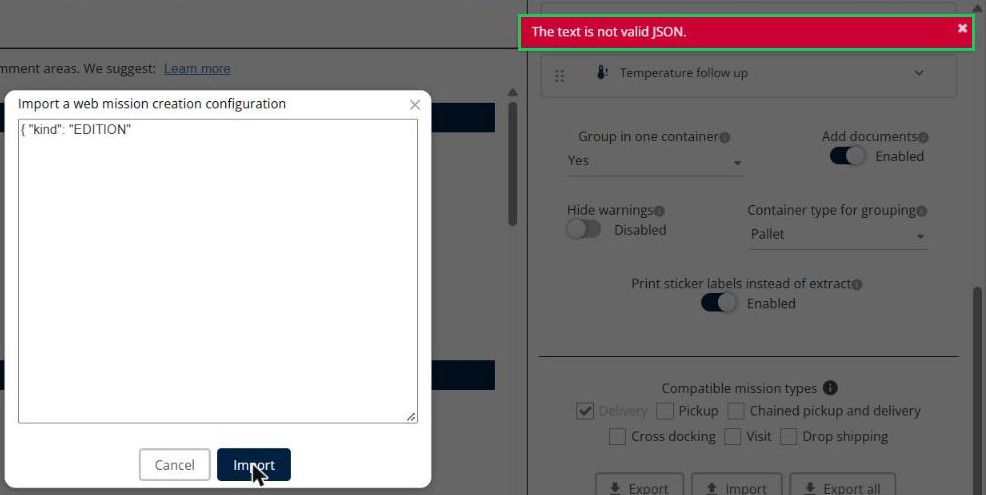 The text is not valid JSON.
mment areas. We suggest: Learn more
Temperature follow up
Import a web mission creation configuration
{ "kind": "EDITION"
Group in one container
Add documents
Yes
Enabled
Hide warnings
Container type for grouping
Disabled
Pallet
Print sticker labels instead of extract
Enabled
Compatible mission types
Delivery Pickup Chained pickup and delivery
Cross docking Visit Drop shipping
Cancel Import
Export Import Export all